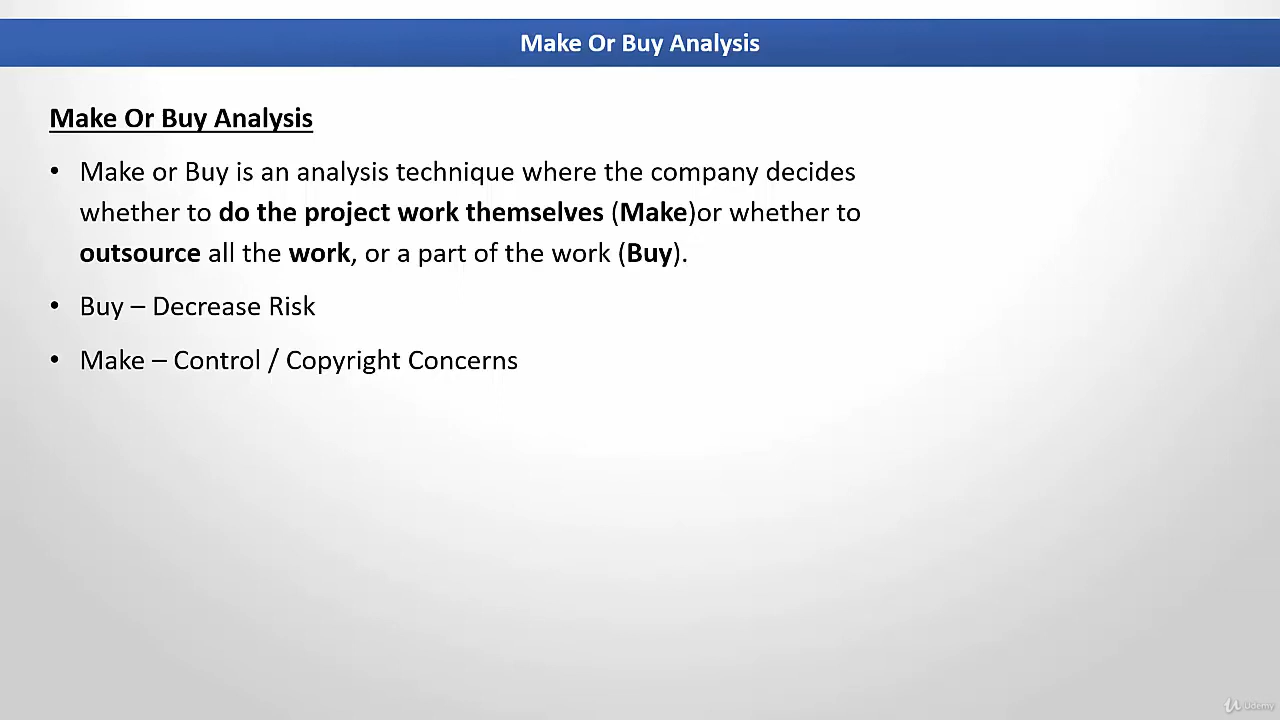 Make Or Buy Analysis
Make Or Buy Analysis
• Make or Buy is an analysis technique where the company decides
whether to do the project work themselves (Make)or whether to
outsource all the work, or a part of the work (Buy).
• Buy – Decrease Risk
• Make – Control / Copyright Concerns
Udemy